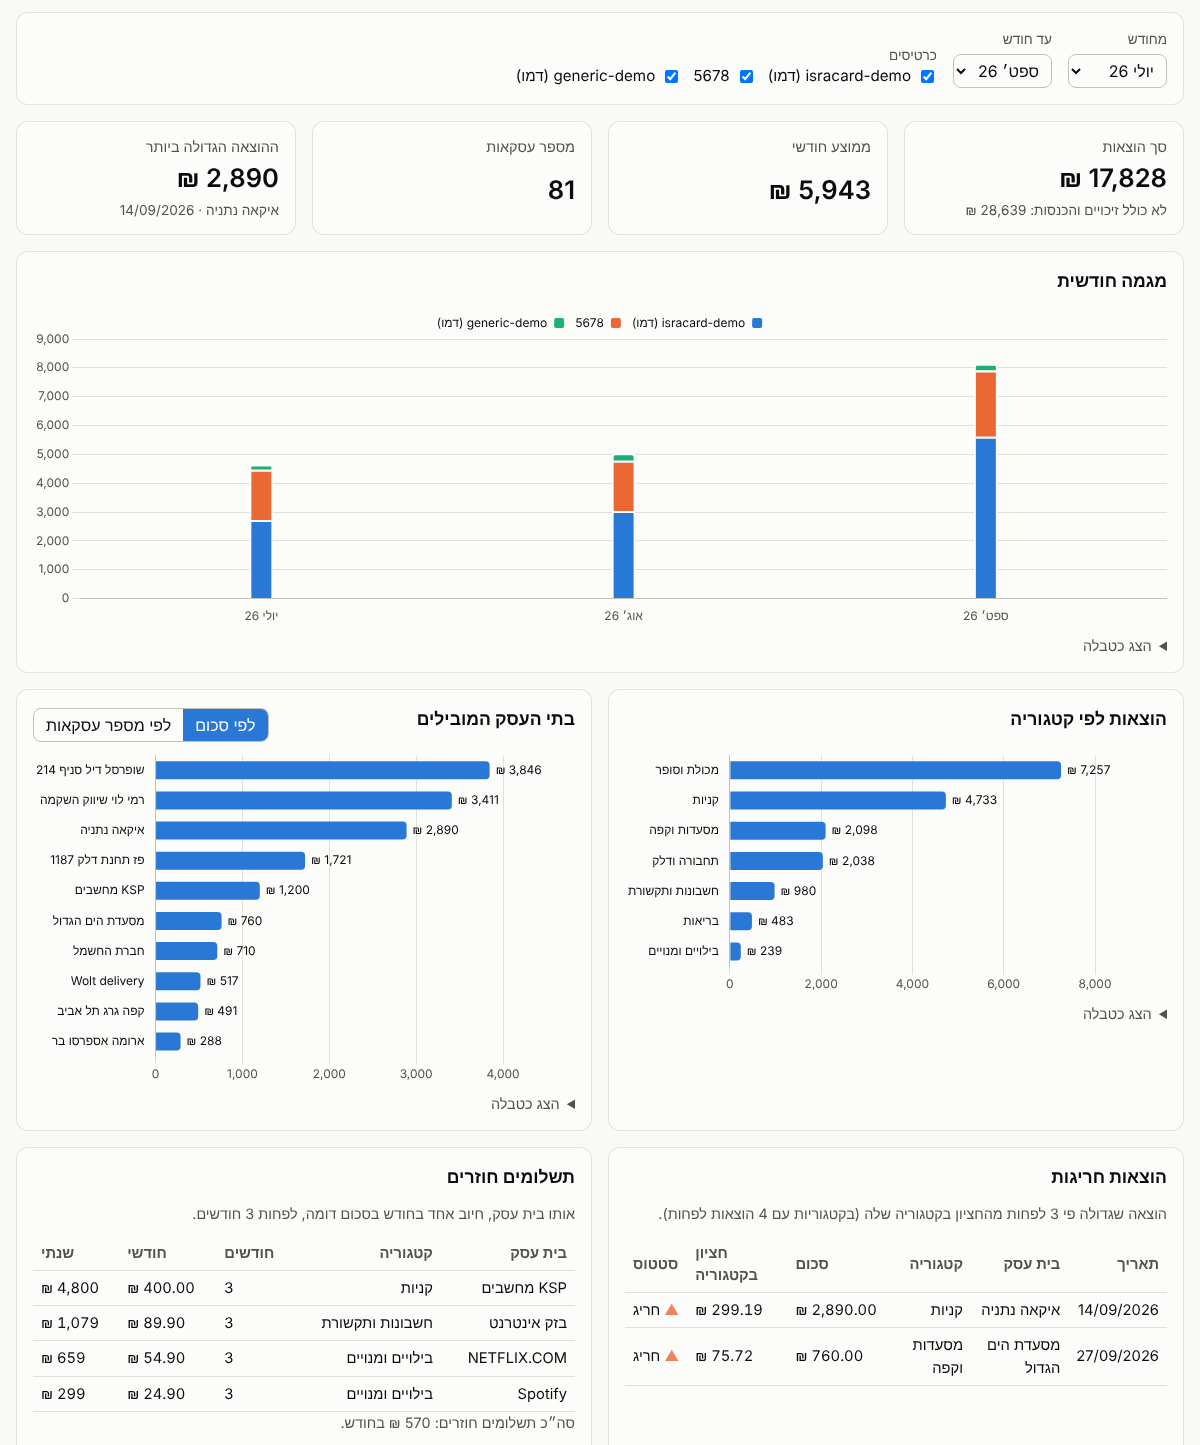 מחודש
עד חודש
כרטיסים
יולי 26
ספט׳ 26
isracard-demo (דמו)
5678
generic-demo (דמו)
סך הוצאות
17,828 ₪
לא כולל זיכויים והכנסות: 28,639 ₪
ממוצע חודשי
5,943 ₪
מספר עסקאות
81
ההוצאה הגדולה ביותר
2,890 ₪
איקאה נתניה · 14/09/2026
מגמה חודשית
isracard-demo (דמו)
5678
generic-demo (דמו)
9,000
8,000
7,000
6,000
5,000
4,000
3,000
2,000
1,000
0
יולי 26
אוג׳ 26
ספט׳ 26
הצג כטבלה
הוצאות לפי קטגוריה
מכולת וסופר 7,257 ₪
קניות 4,733 ₪
מסעדות וקפה 2,098 ₪
תחבורה ודלק 2,038 ₪
חשבונות ותקשורת 980 ₪
בריאות 483 ₪
בילויים ומנויים 239 ₪
0 2,000 4,000 6,000 8,000
הצג כטבלה
בתי העסק המובילים
לפי סכום
לפי מספר עסקאות
שופרסל דיל סניף 214 3,846 ₪
רמי לוי שיווק השקמה 3,411 ₪
איקאה נתניה 2,890 ₪
פז תחנת דלק 1187 1,721 ₪
KSP מחשבים 1,200 ₪
מסעדת הים הגדול 760 ₪
חברת החשמל 710 ₪
Wolt delivery 517 ₪
קפה גרג תל אביב 491 ₪
ארומה אספרסו בר 288 ₪
0 1,000 2,000 3,000 4,000
הצג כטבלה
הוצאות חריגות
הוצאה שגדולה פי 3 לפחות מהחציון בקטגוריה שלה (בקטגוריות עם 4 הוצאות לפחות).
תאריך בית עסק קטגוריה סכום חציון בקטגוריה סטטוס
14/09/2026 איקאה נתניה קניות 2,890.00 ₪ 299.19 ₪ ▲ חריג
27/09/2026 מסעדת הים הגדול מסעדות וקפה 760.00 ₪ 75.72 ₪ ▲ חריג
תשלומים חוזרים
אותו בית עסק, חיוב אחד בחודש בסכום דומה, לפחות 3 חודשים.
בית עסק קטגוריה חודשים חודשי שנתי
KSP מחשבים קניות 3 400.00 ₪ 4,800 ₪
בזק אינטרנט חשבונות ותקשורת 3 89.90 ₪ 1,079 ₪
NETFLIX.COM בילויים ומנויים 3 54.90 ₪ 659 ₪
Spotify בילויים ומנויים 3 24.90 ₪ 299 ₪
סה״כ תשלומים חוזרים: 570 ₪ בחודש.